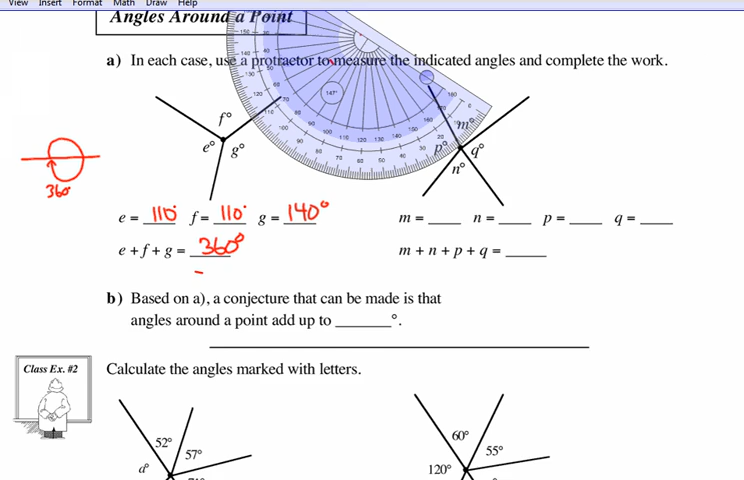 View Insert Format Math Draw Help
Angles Around a Point
a) In each case, use a protractor to measure the indicated angles and complete the work.
147°
f°
e° g°
m°
p° q°
n°
360°
e = 110° f = 110° g = 140°
m = ____ n = ____ p = ____ q = ____
e + f + g = 360°
m + n + p + q = _____
b) Based on a), a conjecture that can be made is that
angles around a point add up to _______°.
Class Ex. #2
Calculate the angles marked with letters.
52°
57°
d°
60°
55°
120°